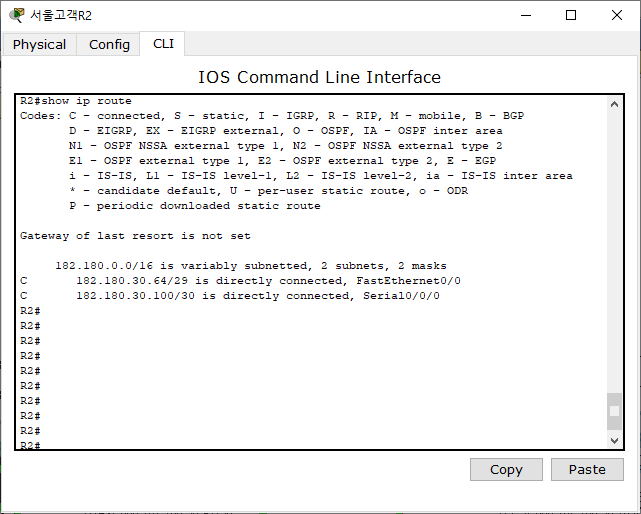 서울고객R2
Physical Config CLI
IOS Command Line Interface
R2#show ip route
Codes: C - connected, S - static, I - IGRP, R - RIP, M - mobile, B - BGP
D - EIGRP, EX - EIGRP external, O - OSPF, IA - OSPF inter area
N1 - OSPF NSSA external type 1, N2 - OSPF NSSA external type 2
E1 - OSPF external type 1, E2 - OSPF external type 2, E - EGP
i - IS-IS, L1 - IS-IS level-1, L2 - IS-IS level-2, ia - IS-IS inter area
* - candidate default, U - per-user static route, o - ODR
P - periodic downloaded static route
Gateway of last resort is not set
182.180.0.0/16 is variably subnetted, 2 subnets, 2 masks
C 182.180.30.64/29 is directly connected, FastEthernet0/0
C 182.180.30.100/30 is directly connected, Serial0/0/0
R2#
R2#
R2#
R2#
R2#
R2#
R2#
R2#
R2#
R2#
Copy Paste